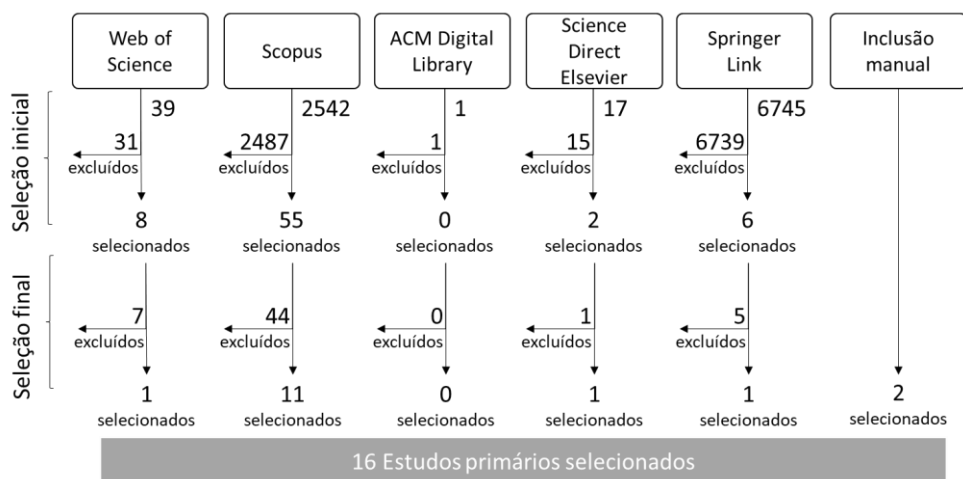 Web of
Science
Scopus
ACM Digital
Library
Science
Direct
Elsevier
Springer
Link
Inclusão
manual
Seleção inicial
39
2542
1
17
6745
31
2487
1
15
6739
excluídos
excluídos
excluídos
excluídos
excluídos
8
55
0
2
6
selecionados
selecionados
selecionados
selecionados
selecionados
Seleção final
7
44
0
1
5
excluídos
excluídos
excluídos
excluídos
excluídos
1
11
0
1
1
2
selecionados
selecionados
selecionados
selecionados
selecionados
selecionados
16 Estudos primários selecionados